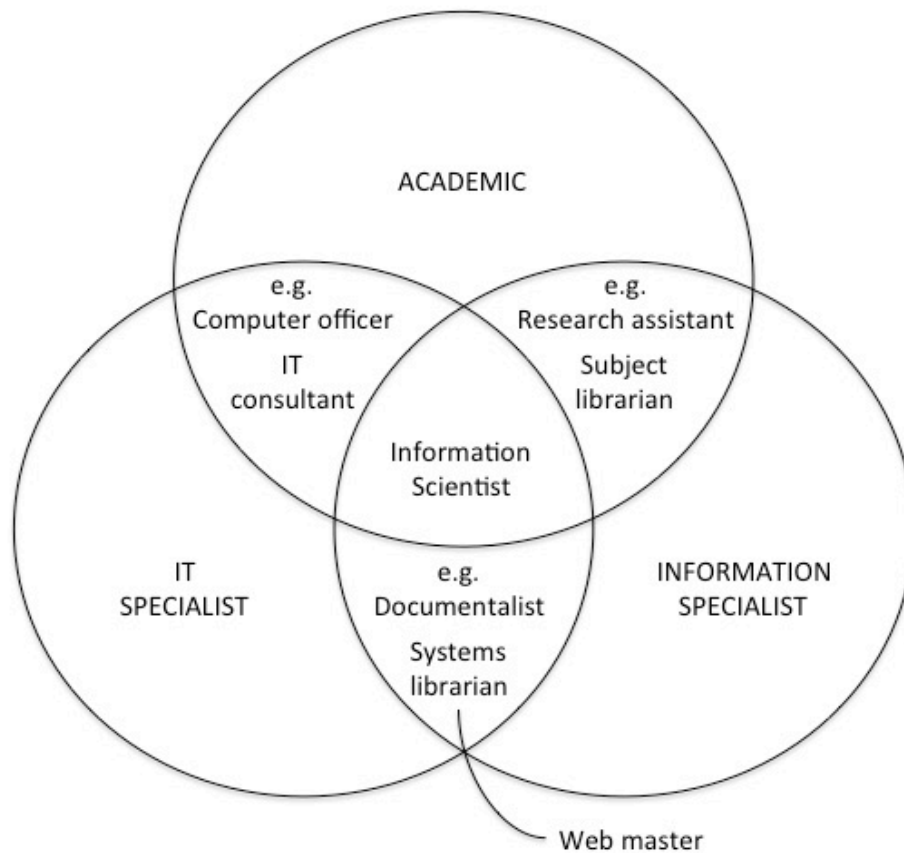 ACADEMIC
e.g.
Computer officer
IT
consultant
e.g.
Research assistant
Subject
librarian
Information
Scientist
IT
SPECIALIST
e.g.
Documentalist
Systems
librarian
INFORMATION
SPECIALIST
Web master